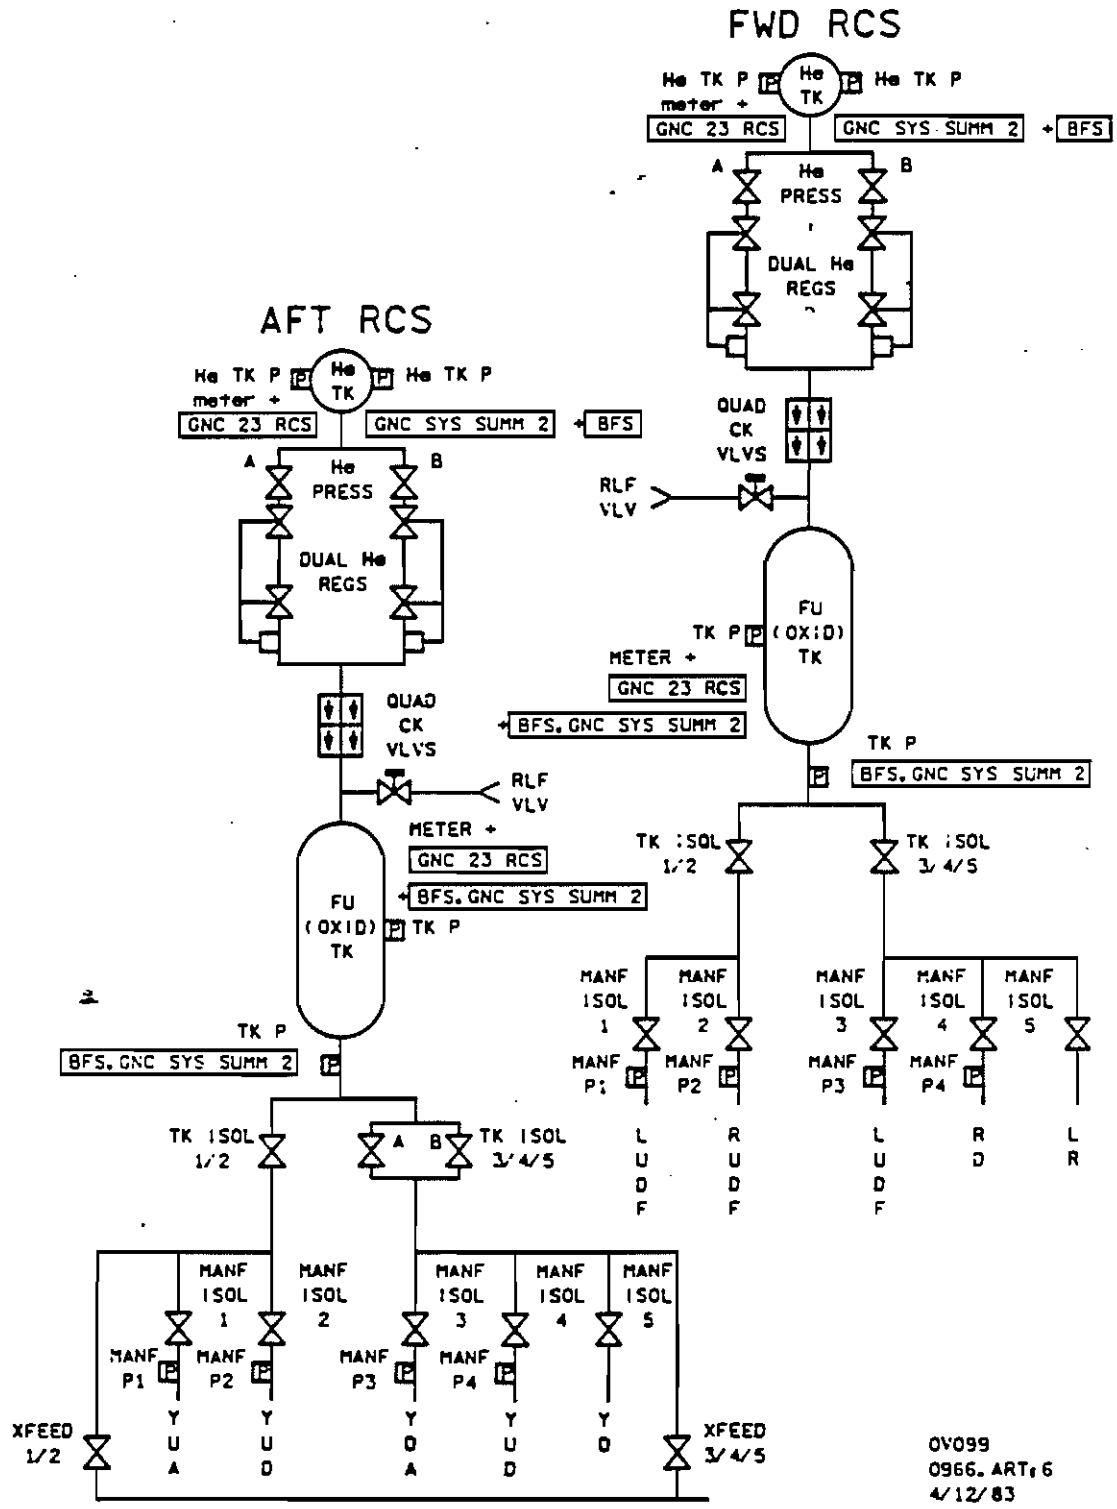 FWD RCS
He TK P
P
He
TK
P
He TK P
meter +
GNC 23 RCS
GNC SYS SUMM 2
+
BFS
A
B
He
PRESS
DUAL He
REGS
QUAD
CK
VLVS
RLF
VLV
FU
(OXID)
TK
TK P
P
METER +
GNC 23 RCS
+
BFS.GNC SYS SUMM 2
TK P
P
BFS.GNC SYS SUMM 2
TK ISOL
1/2
TK ISOL
3/4/5
MANF
ISOL
1
MANF
ISOL
2
MANF
ISOL
3
MANF
ISOL
4
MANF
ISOL
5
MANF
P1
P
MANF
P2
P
MANF
P3
P
MANF
P4
P
L
U
D
F
R
U
D
F
L
U
D
F
R
D
L
R
AFT RCS
He TK P
P
He
TK
P
He TK P
meter +
GNC 23 RCS
GNC SYS SUMM 2
+
BFS
A
B
He
PRESS
DUAL He
REGS
QUAD
CK
VLVS
RLF
VLV
METER +
GNC 23 RCS
+
BFS.GNC SYS SUMM 2
FU
(OXID)
TK
P
TK P
TK P
BFS.GNC SYS SUMM 2
P
TK ISOL
1/2
A
B
TK ISOL
3/4/5
MANF
ISOL
1
MANF
ISOL
2
MANF
ISOL
3
MANF
ISOL
4
MANF
ISOL
5
MANF
P1
P
MANF
P2
P
MANF
P3
P
MANF
P4
P
Y
U
A
Y
U
D
Y
D
A
Y
U
D
Y
D
XFEED
1/2
XFEED
3/4/5
OV099
0966.ART;6
4/12/83